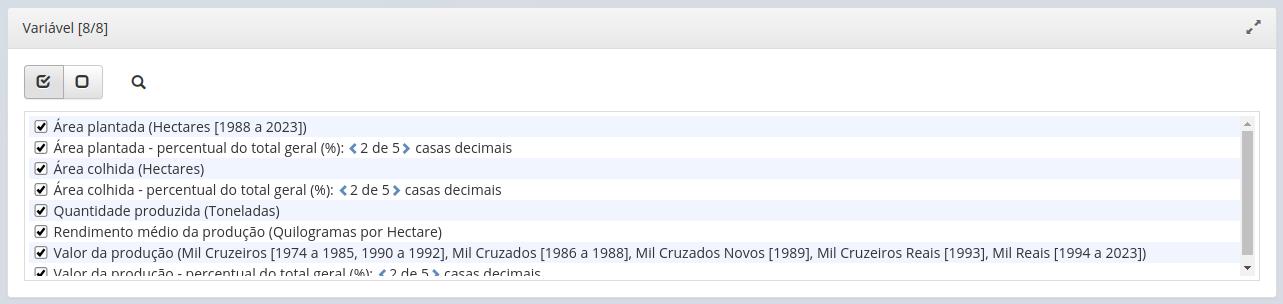 Variável [8/8]
Área plantada (Hectares [1988 a 2023])
Área plantada - percentual do total geral (%): 2 de 5 casas decimais
Área colhida (Hectares)
Área colhida - percentual do total geral (%): 2 de 5 casas decimais
Quantidade produzida (Toneladas)
Rendimento médio da produção (Quilogramas por Hectare)
Valor da produção (Mil Cruzeiros [1974 a 1985, 1990 a 1992], Mil Cruzados [1986 a 1988], Mil Cruzados Novos [1989], Mil Cruzeiros Reais [1993], Mil Reais [1994 a 2023])
Valor da produção - percentual do total geral (%): 2 de 5 casas decimais